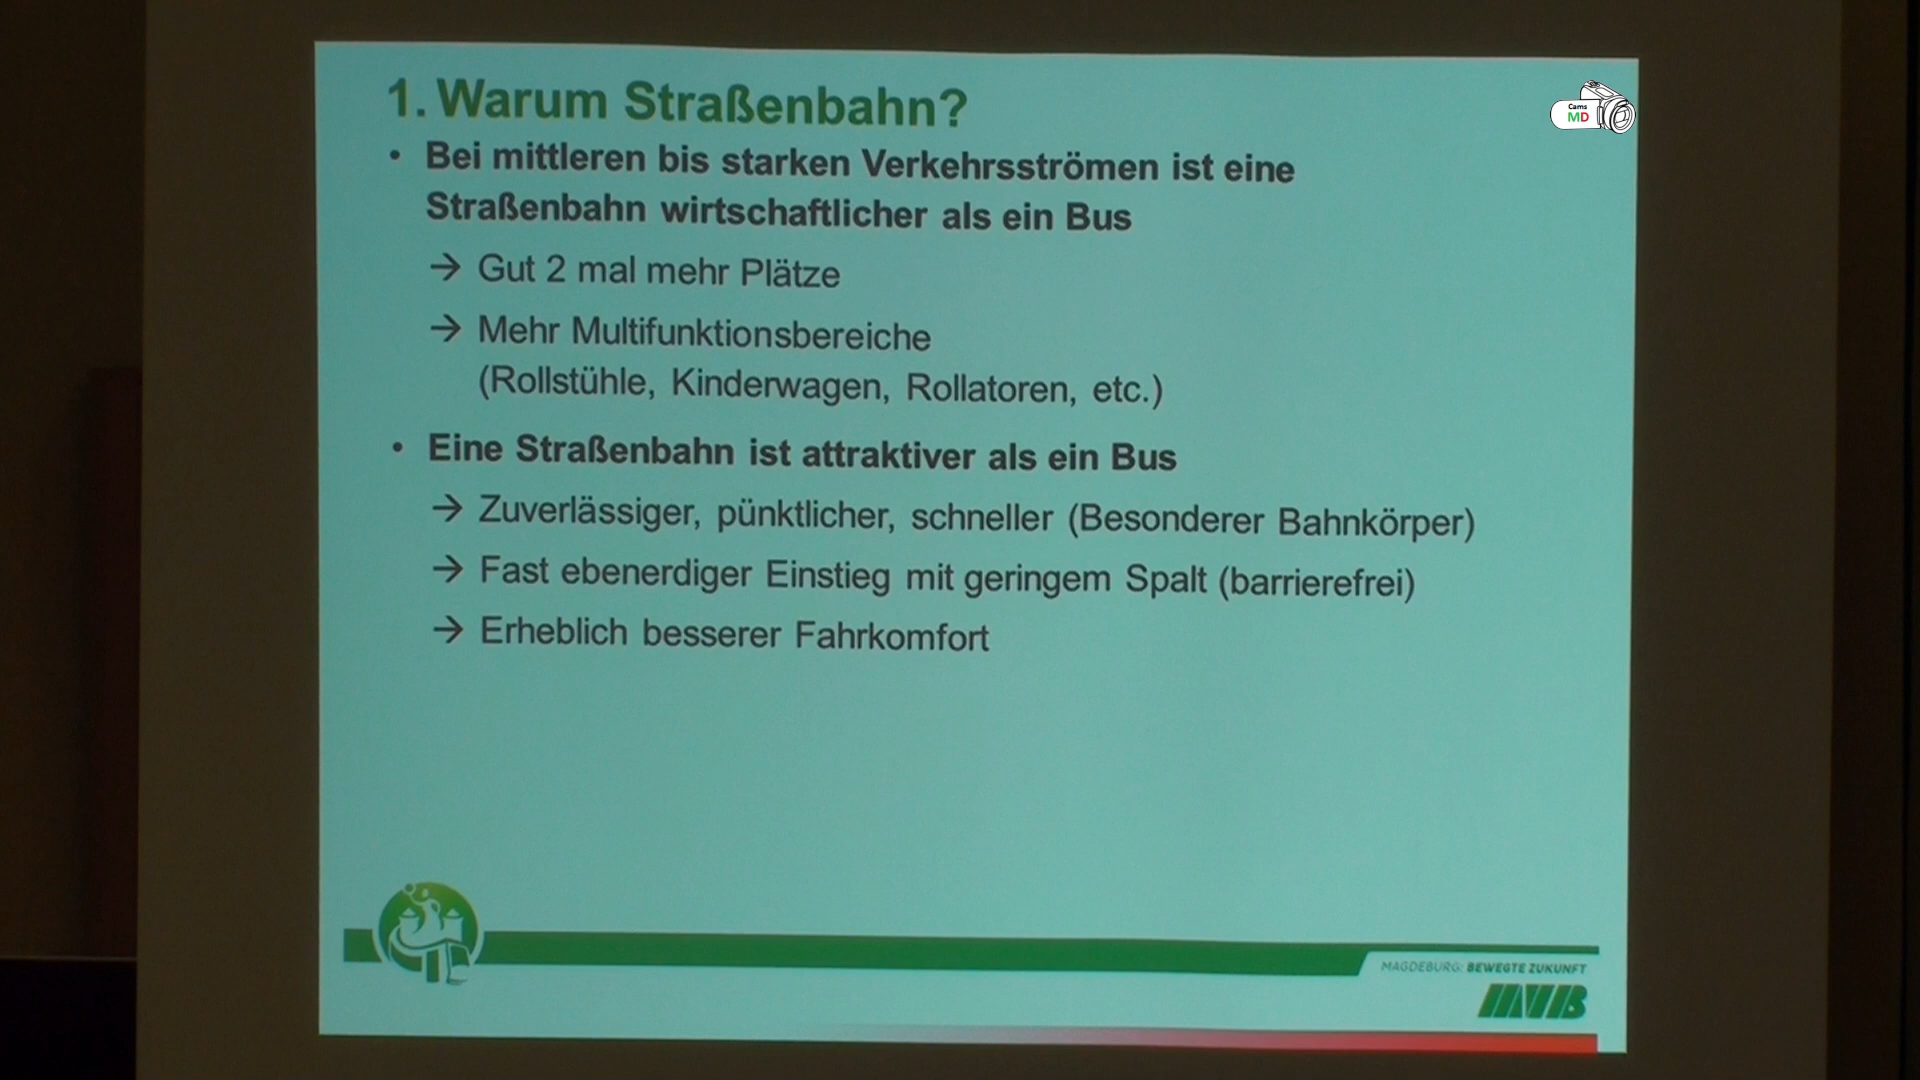 1. Warum Straßenbahn?
Cams
MD
• Bei mittleren bis starken Verkehrsströmen ist eine
Straßenbahn wirtschaftlicher als ein Bus
→ Gut 2 mal mehr Plätze
→ Mehr Multifunktionsbereiche
(Rollstühle, Kinderwagen, Rollatoren, etc.)
• Eine Straßenbahn ist attraktiver als ein Bus
→ Zuverlässiger, pünktlicher, schneller (Besonderer Bahnkörper)
→ Fast ebenerdiger Einstieg mit geringem Spalt (barrierefrei)
→ Erheblich besserer Fahrkomfort
MAGDEBURG: BEWEGTE ZUKUNFT
MVB